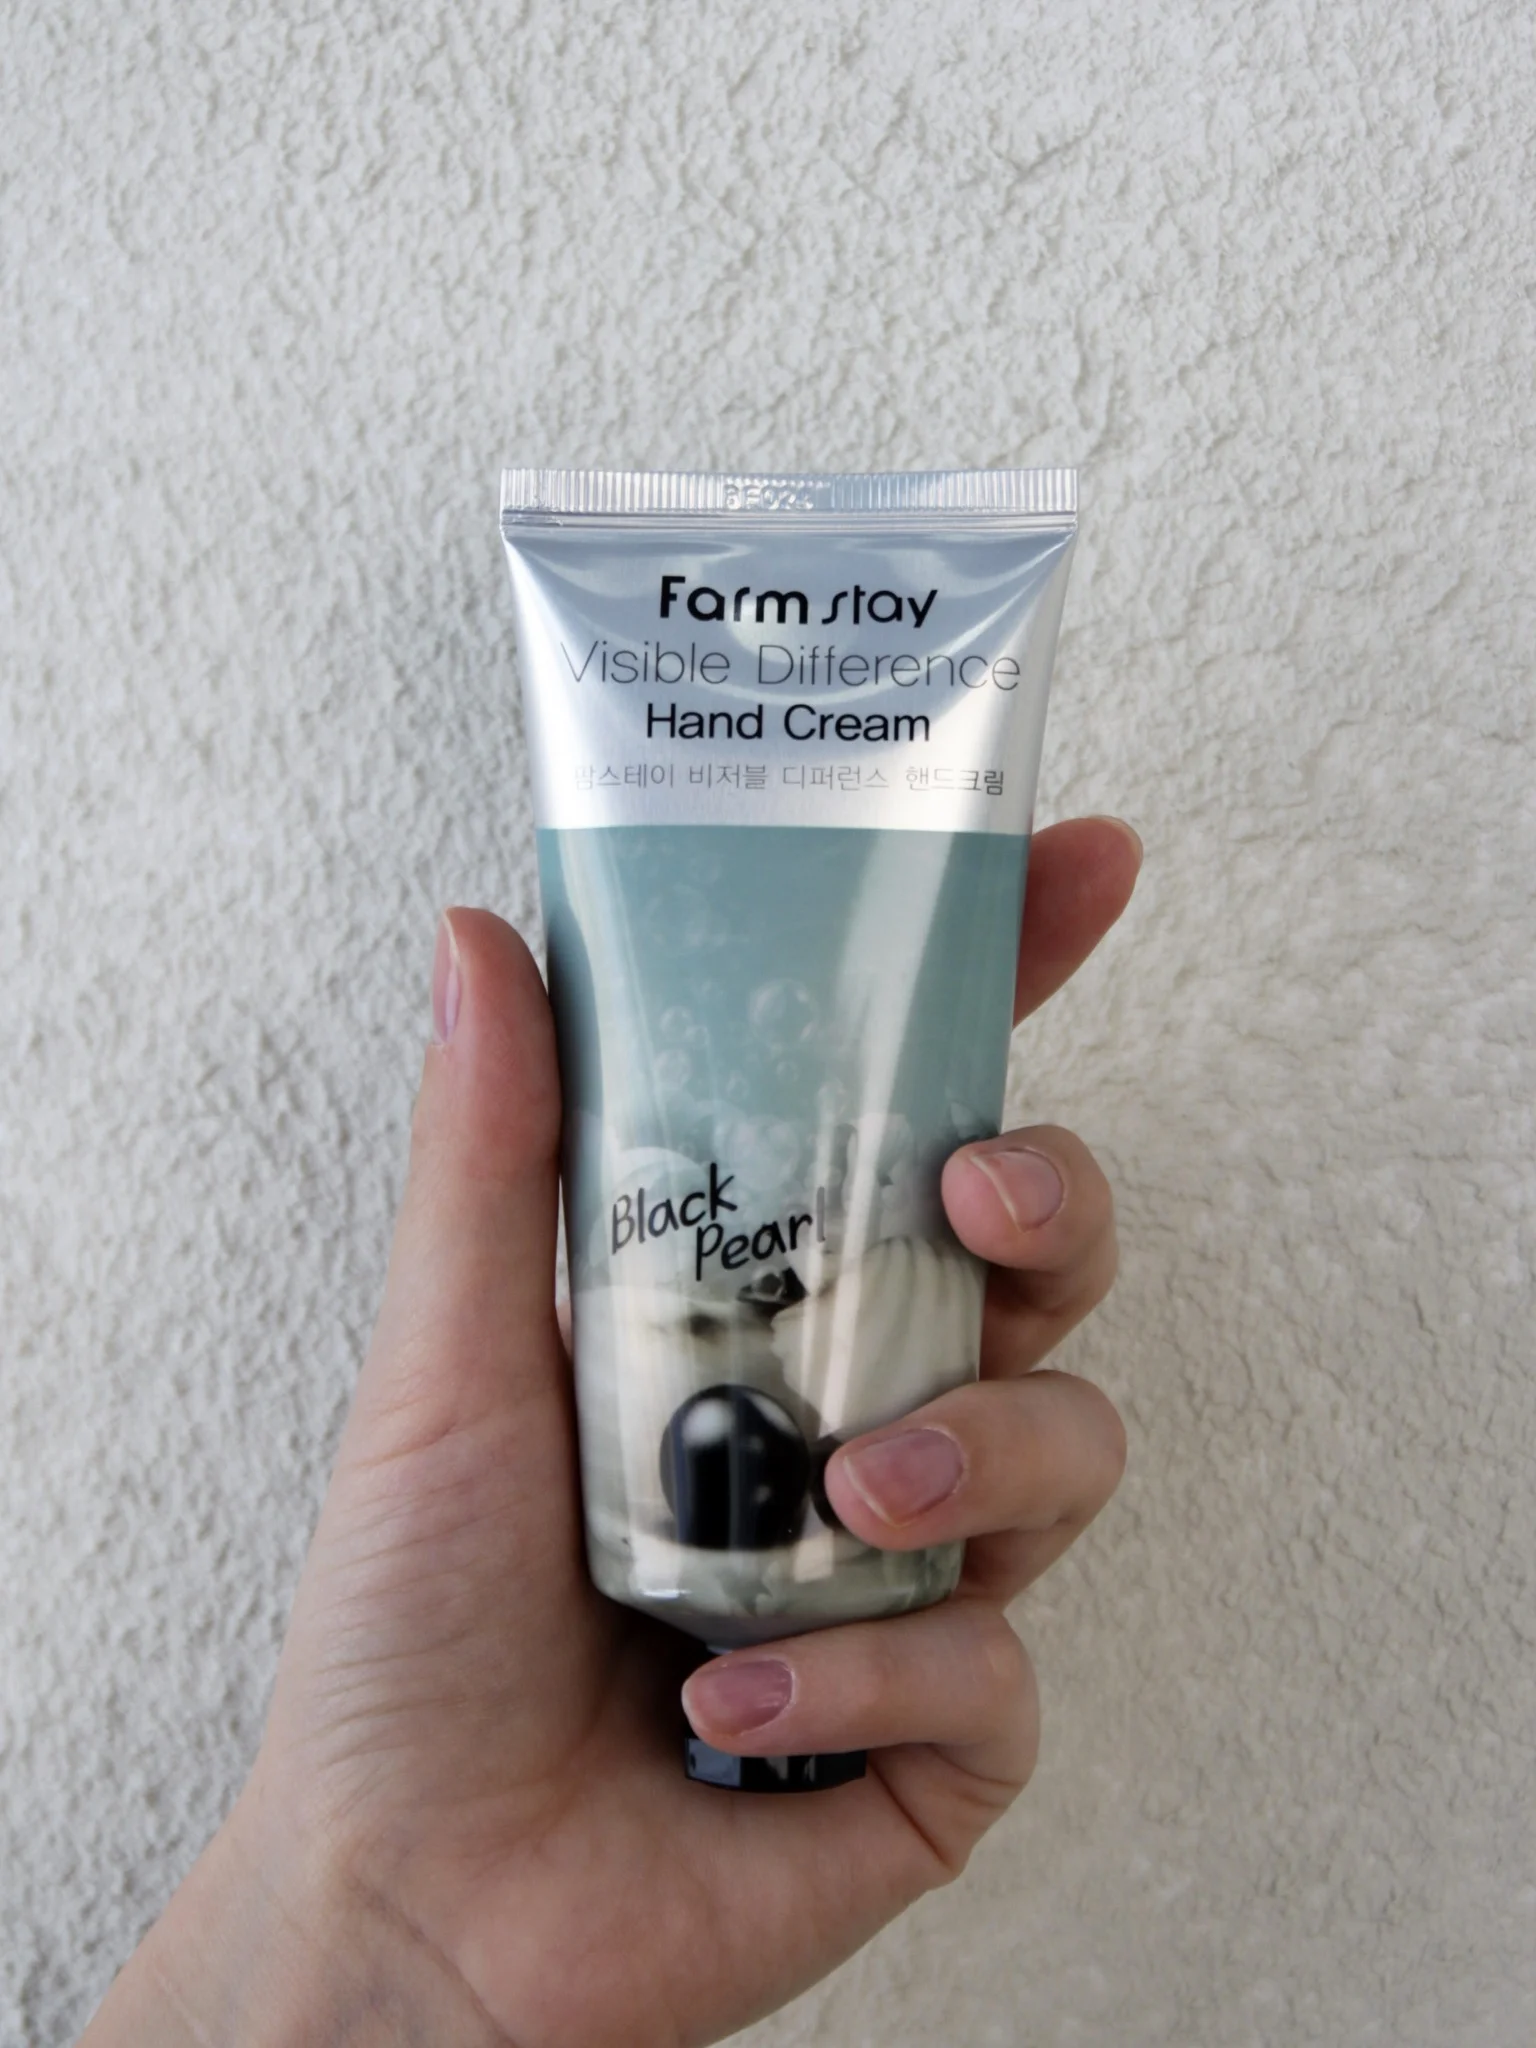 Farm stay
Visible Difference
Hand Cream
팜스테이 비저블 디퍼런스 핸드크림
Black
Pearl